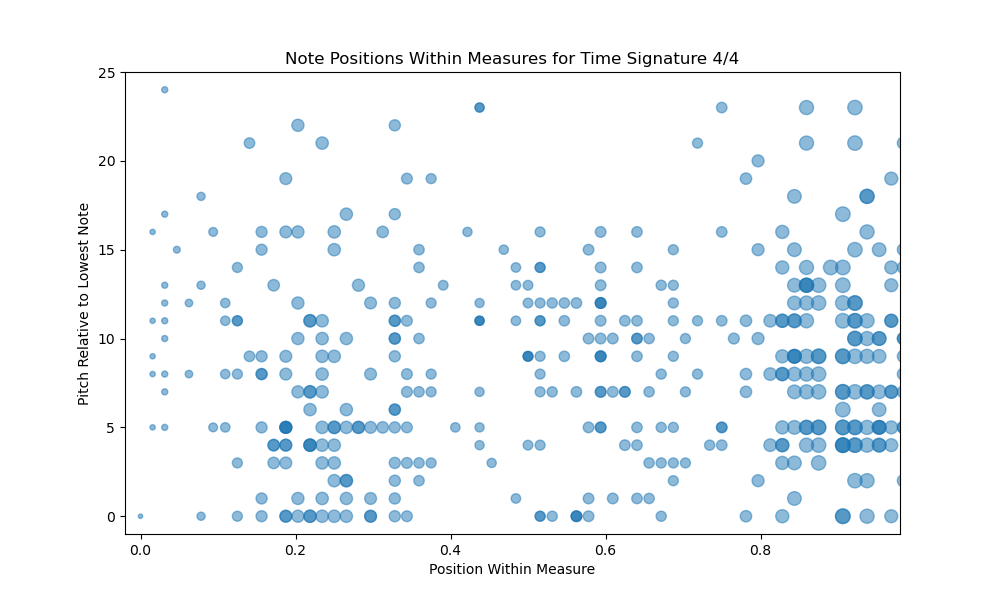 Note Positions Within Measures for Time Signature 4/4
25
20
15
10
5
0
Pitch Relative to Lowest Note
0.0 0.2 0.4 0.6 0.8
Position Within Measure